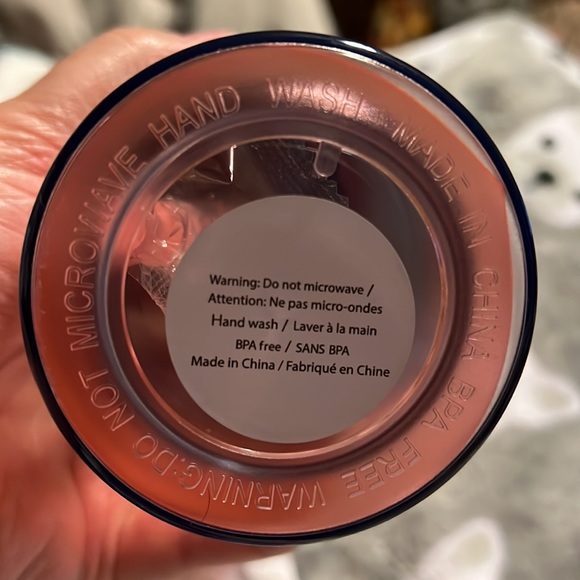 WARNING:DO NOT MICROWAVE HAND WASH MADE IN CHINA BPA FREE
Warning: Do not microwave /
Attention: Ne pas micro-ondes
Hand wash / Laver à la main
BPA free / SANS BPA
Made in China / Fabriqué en Chine